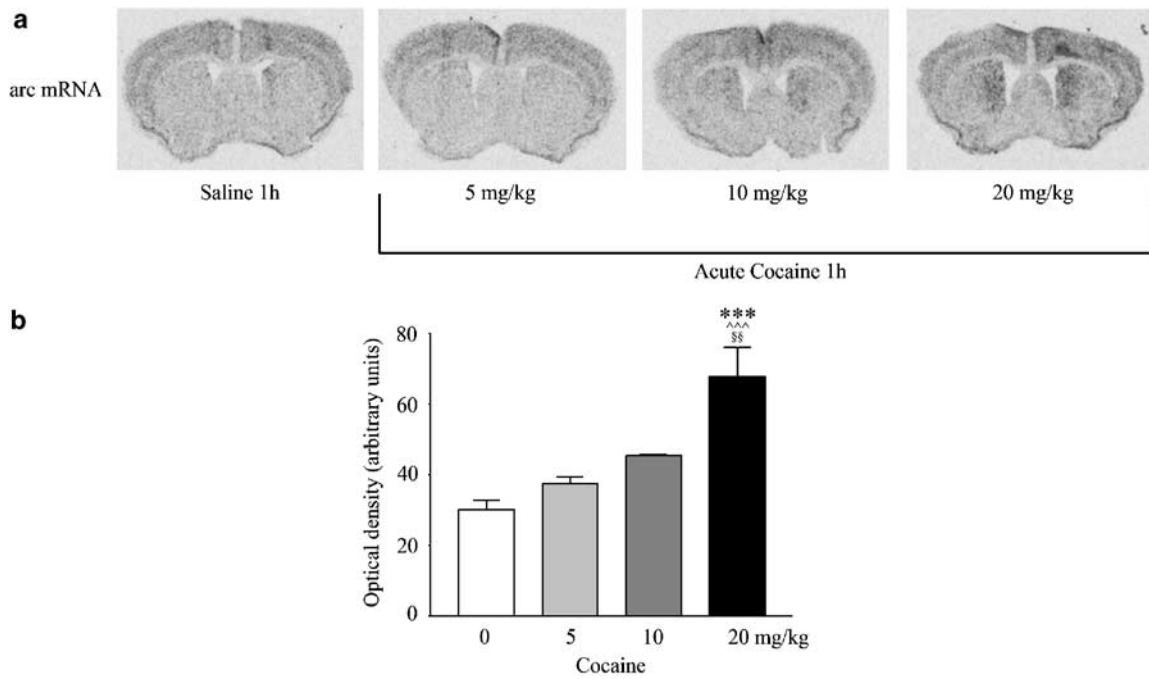 a
arc mRNA
Saline 1h
5 mg/kg
10 mg/kg
20 mg/kg
Acute Cocaine 1h
b
***
^^^
§§
Optical density (arbitrary units)
80
60
40
20
0
0 5 10 20 mg/kg
Cocaine